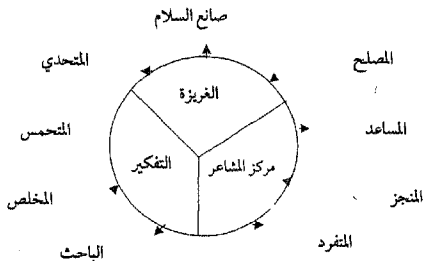 صانع السلام
المصلح
المتحدي
الغريزة
المساعد
المتحمس
التفكير
مركز المشاعر
المنجز
المخلص
المتفرد
الباحث